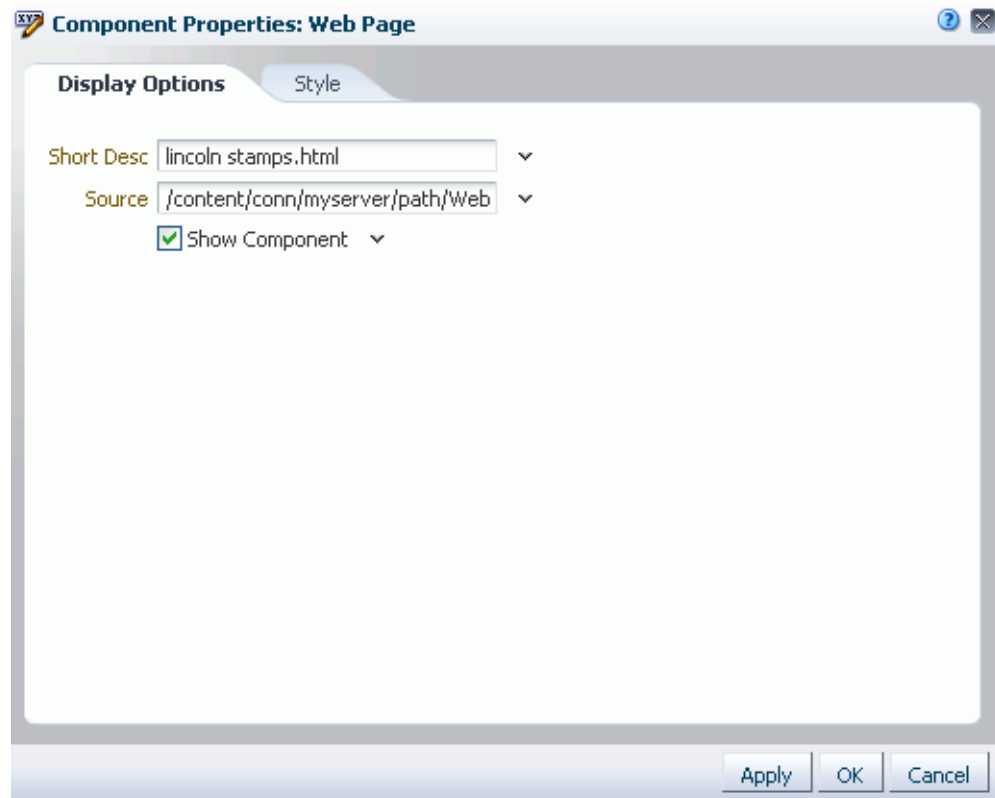 Component Properties: Web Page
Display Options Style
Short Desc lincoln stamps.html
Source /content/conn/myserver/path/Web
Show Component
Apply OK Cancel